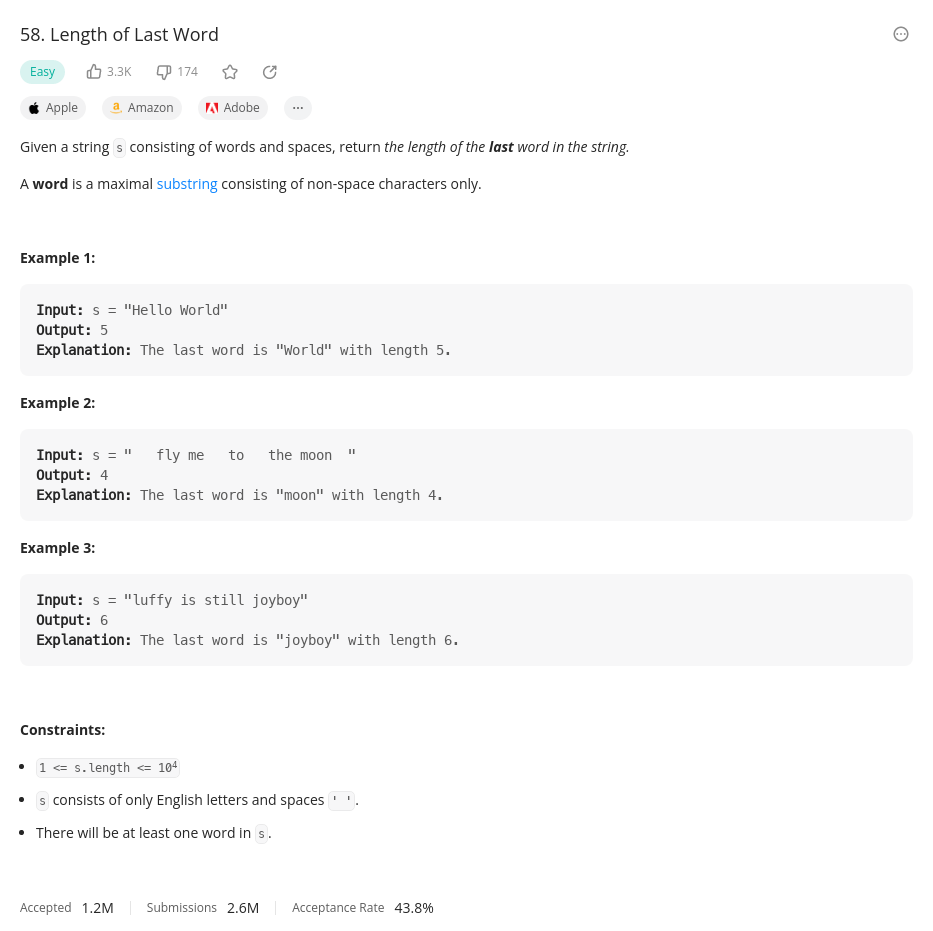 58. Length of Last Word
Easy 3.3K 174
Apple Amazon Adobe ...
Given a string s consisting of words and spaces, return the length of the last word in the string.
A word is a maximal substring consisting of non-space characters only.
Example 1:
Input: s = "Hello World"
Output: 5
Explanation: The last word is "World" with length 5.
Example 2:
Input: s = "   fly me   to   the moon  "
Output: 4
Explanation: The last word is "moon" with length 4.
Example 3:
Input: s = "luffy is still joyboy"
Output: 6
Explanation: The last word is "joyboy" with length 6.
Constraints:
• 1 <= s.length <= 10⁴
• s consists of only English letters and spaces ' '.
• There will be at least one word in s.
Accepted 1.2M Submissions 2.6M Acceptance Rate 43.8%